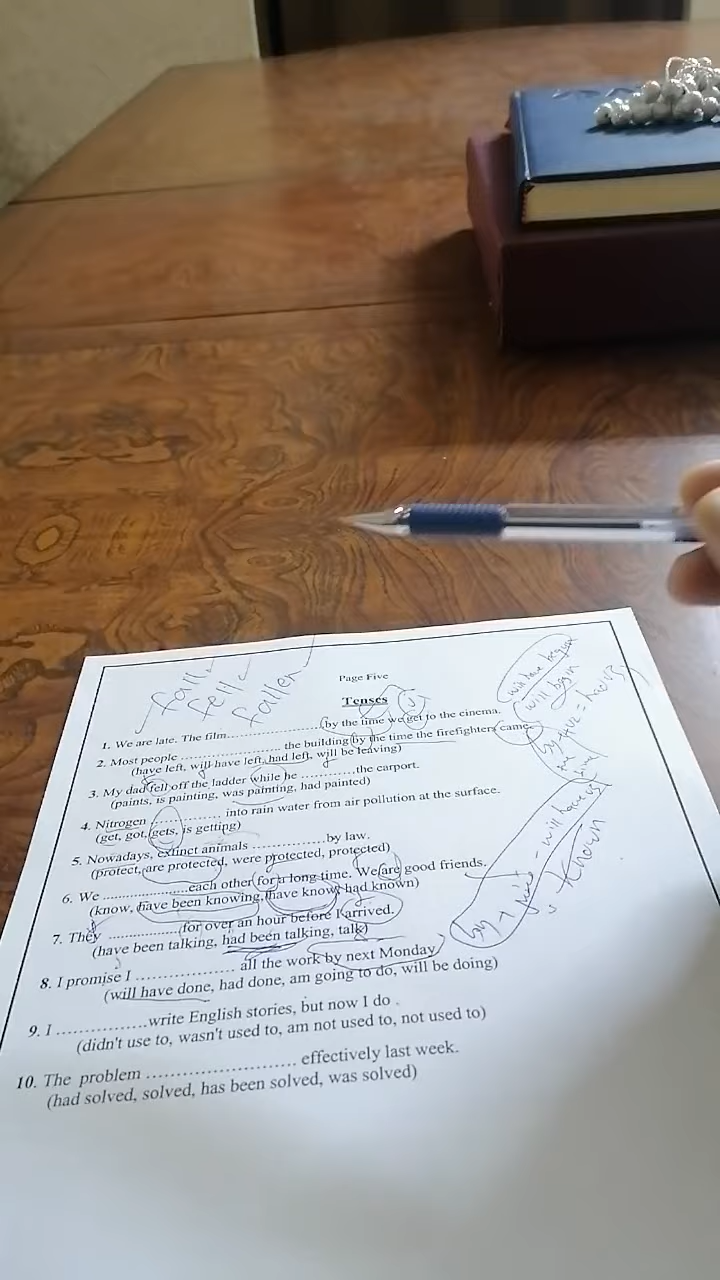 Page Five
Tenses
fall
fell
fallen
will have begun
will begin
1. We are late. The film........................by the time we get to the cinema.
2. Most people ........................ the building by the time the firefighters came.
(have left, will have left, had left, will be leaving)
3. My dad fell off the ladder while he ............the carport.
(paints, is painting, was painting, had painted)
4. Nitrogen ................ into rain water from air pollution at the surface.
(get, got, gets, is getting)
5. Nowadays, extinct animals ..................by law.
(protect, are protected, were protected, protected)
6. We ....................each other for a long time. We are good friends.
(know, have been knowing, have know, had known)
known
7. They ................for over an hour before I arrived.
(have been talking, had been talking, talk)
8. I promise I .................... all the work by next Monday
(will have done, had done, am going to do, will be doing)
9. I ..................write English stories, but now I do .
(didn't use to, wasn't used to, am not used to, not used to)
10. The problem ........................... effectively last week.
(had solved, solved, has been solved, was solved)